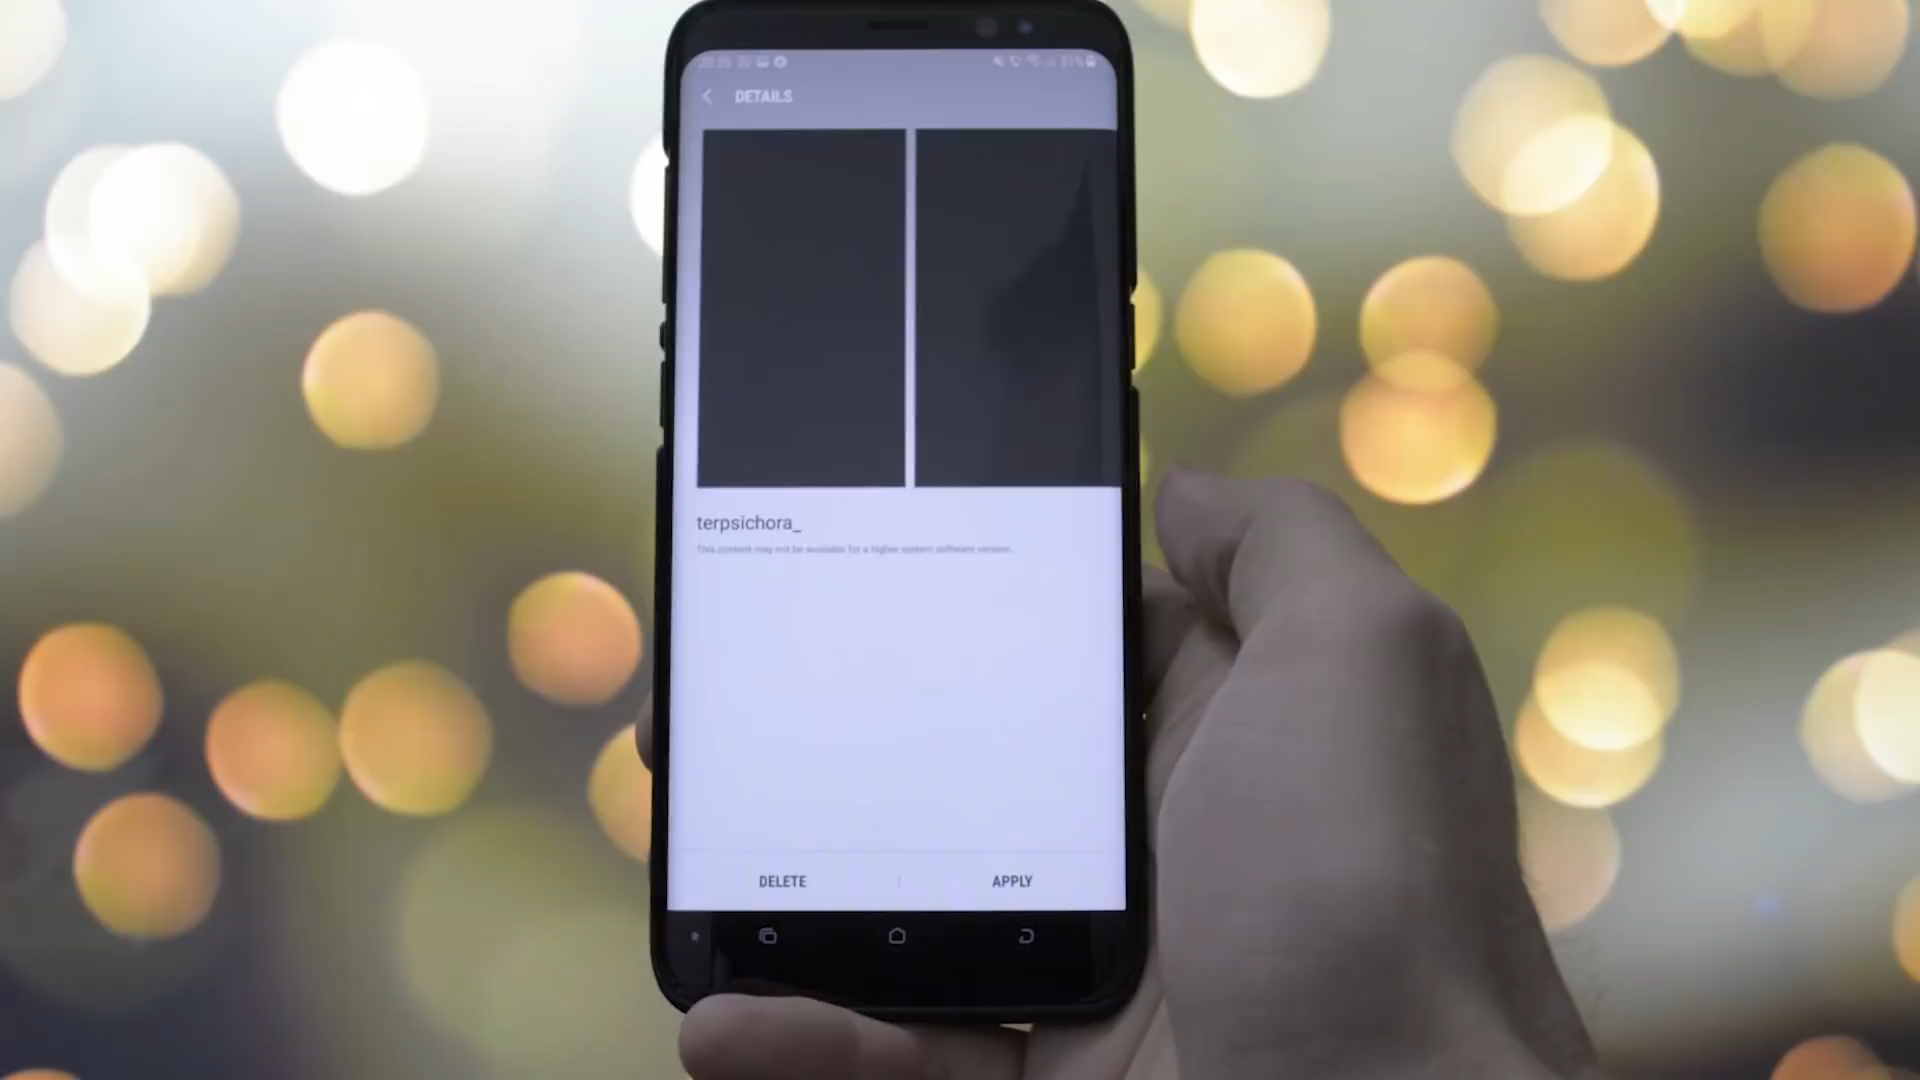 DETAILS
terpsichora_
This content may not be available for a higher system software version.
DELETE
APPLY